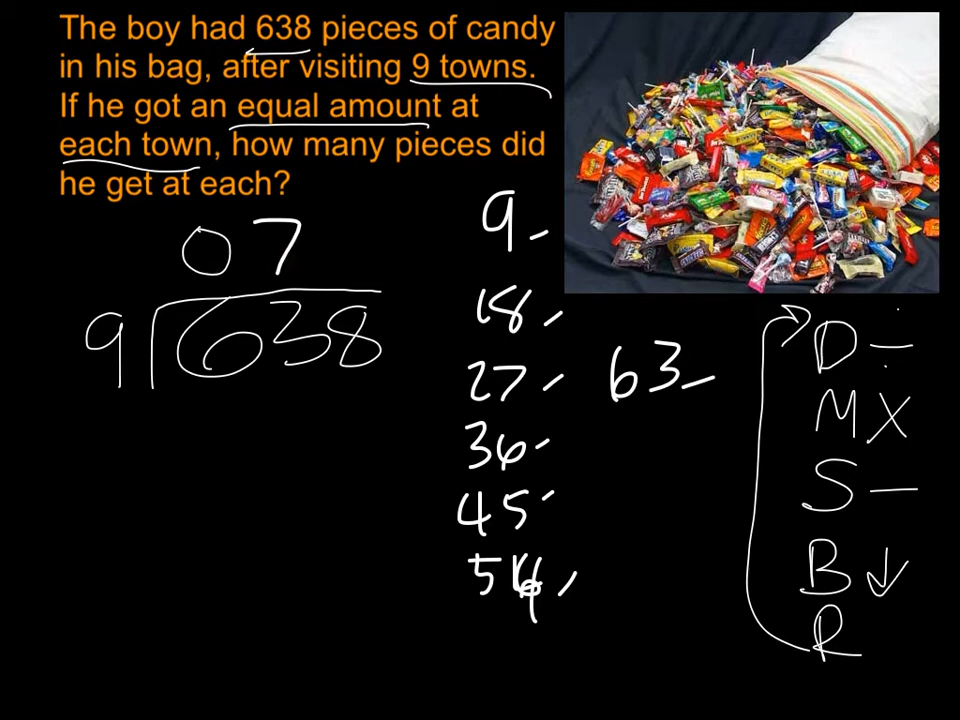 The boy had 638 pieces of candy
in his bag, after visiting 9 towns.
If he got an equal amount at
each town, how many pieces did
he get at each?
07
9 638
9
18
27
36
45
54
63
D ÷
M X
S –
B ↓
R